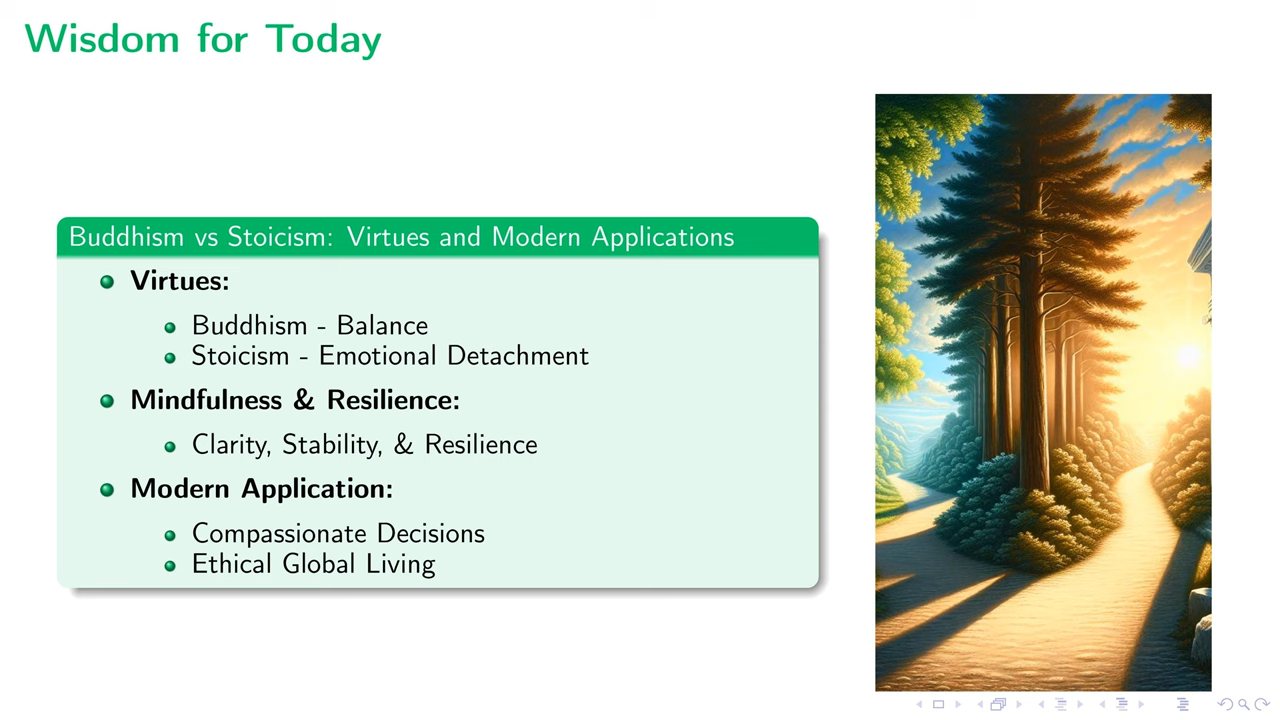 Wisdom for Today
Buddhism vs Stoicism: Virtues and Modern Applications
Virtues:
Buddhism - Balance
Stoicism - Emotional Detachment
Mindfulness & Resilience:
Clarity, Stability, & Resilience
Modern Application:
Compassionate Decisions
Ethical Global Living